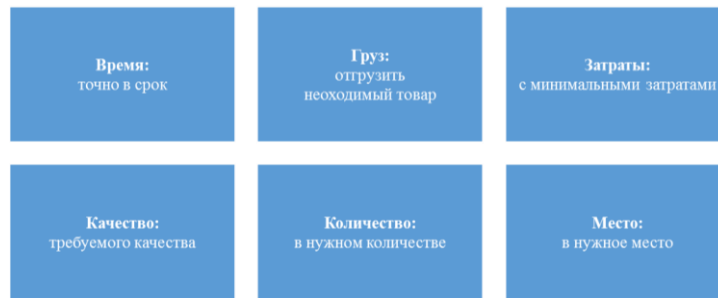 Время:
точно в срок
Груз:
отгрузить
неоходимый товар
Затраты:
с минимальными затратами
Качество:
требуемого качества
Количество:
в нужном количестве
Место:
в нужное место